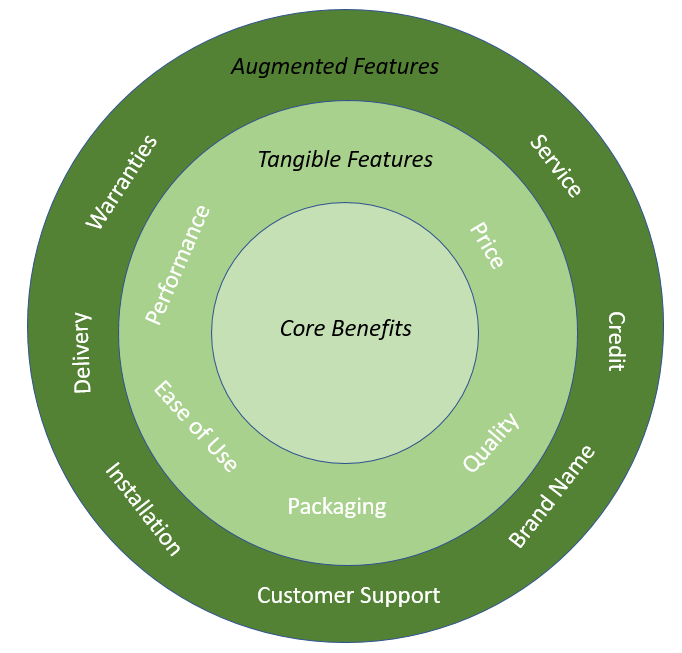 Augmented Features
Tangible Features
Core Benefits
Warranties
Service
Performance
Price
Delivery
Credit
Ease of Use
Quality
Installation
Brand Name
Packaging
Customer Support